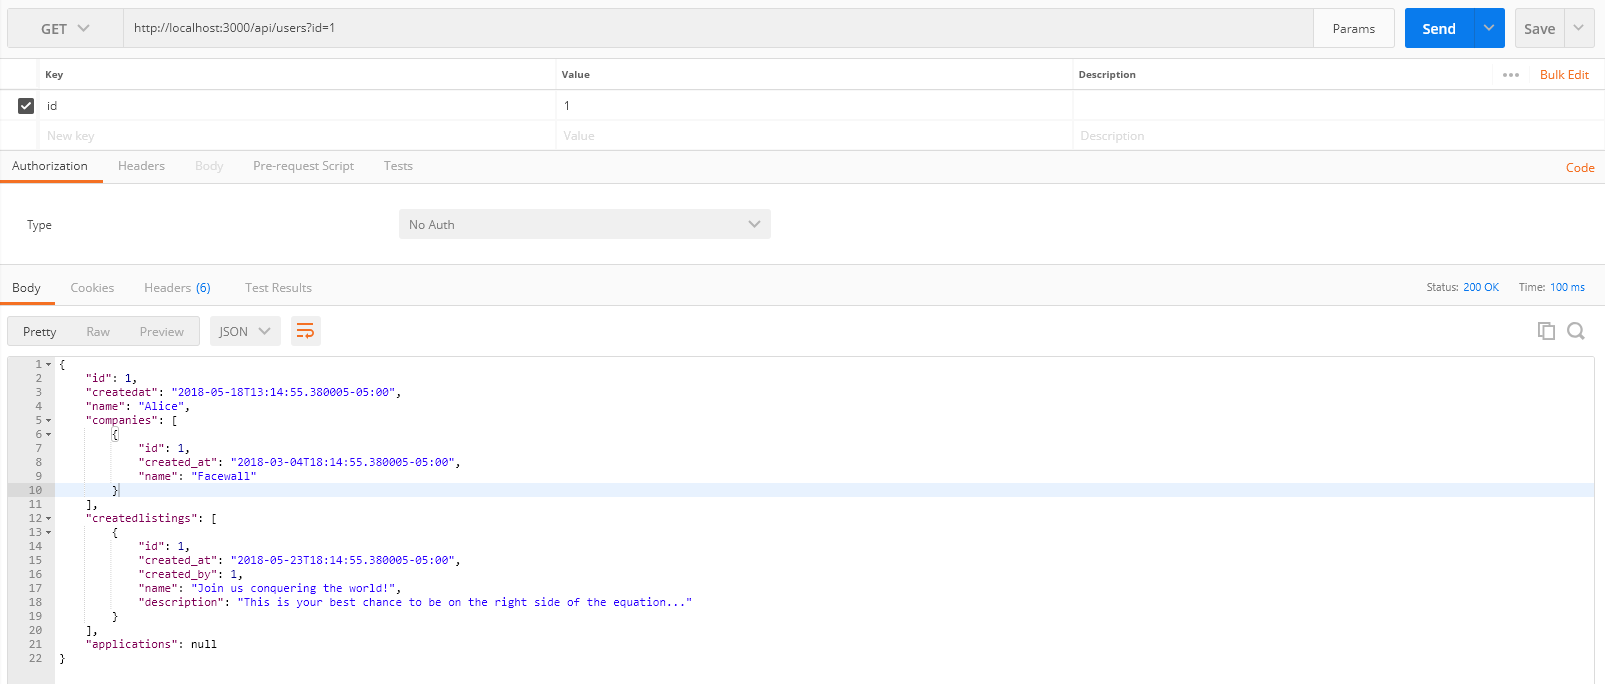 GET http://localhost:3000/api/users?id=1 Params Send Save
Key Value Description ••• Bulk Edit
id 1
New key Value Description
Authorization Headers Body Pre-request Script Tests Code
Type No Auth
Body Cookies Headers (6) Test Results Status: 200 OK Time: 100 ms
Pretty Raw Preview JSON
1 {
2 "id": 1,
3 "createdat": "2018-05-18T13:14:55.380005-05:00",
4 "name": "Alice",
5 "companies": [
6 {
7 "id": 1,
8 "created_at": "2018-03-04T18:14:55.380005-05:00",
9 "name": "Facewall"
10 }
11 ],
12 "createdlistings": [
13 {
14 "id": 1,
15 "created_at": "2018-05-23T18:14:55.380005-05:00",
16 "created_by": 1,
17 "name": "Join us conquering the world!",
18 "description": "This is your best chance to be on the right side of the equation..."
19 }
20 ],
21 "applications": null
22 }